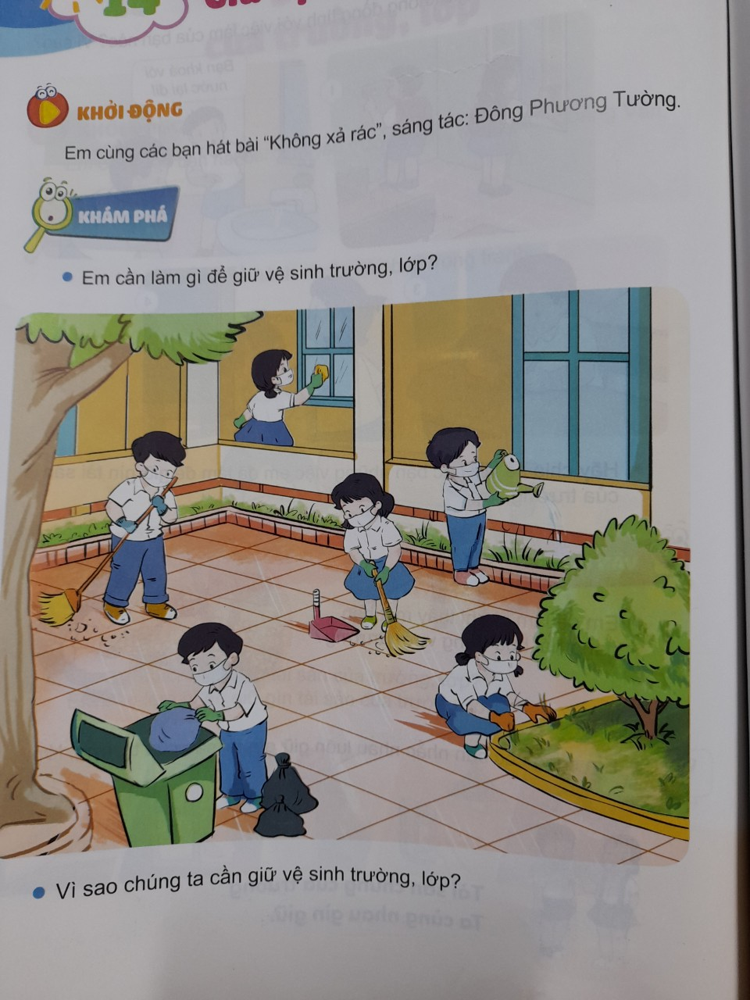 14
KHỞI ĐỘNG
Em cùng các bạn hát bài “Không xả rác”, sáng tác: Đông Phương Tường.
KHÁM PHÁ
• Em cần làm gì để giữ vệ sinh trường, lớp?
• Vì sao chúng ta cần giữ vệ sinh trường, lớp?